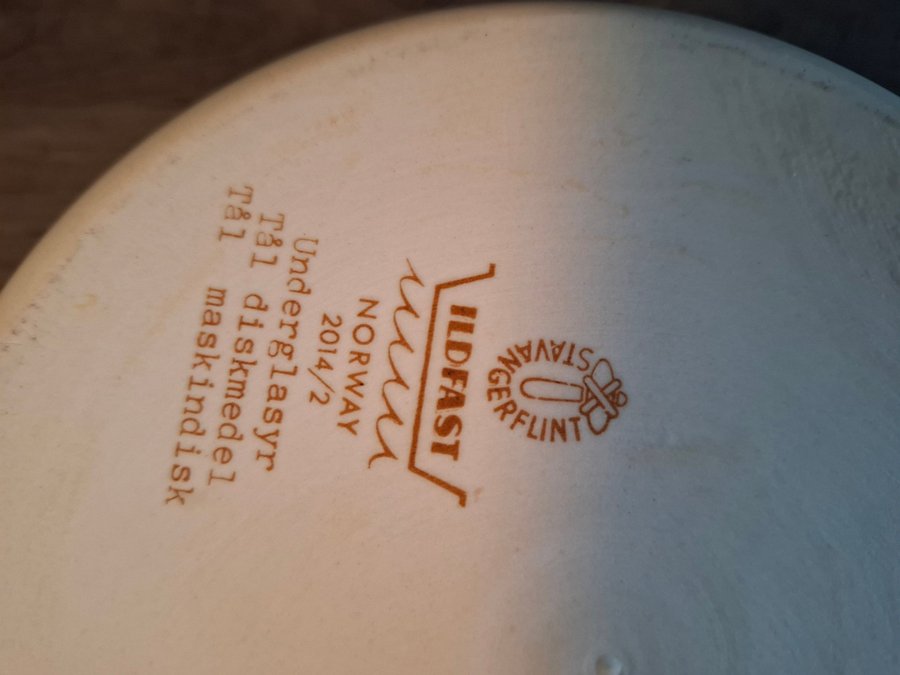 STAVANGERFLINT
ILDFAST
NORWAY
2014/2
Underglasyr
Tål diskmedel
Tål maskindisk